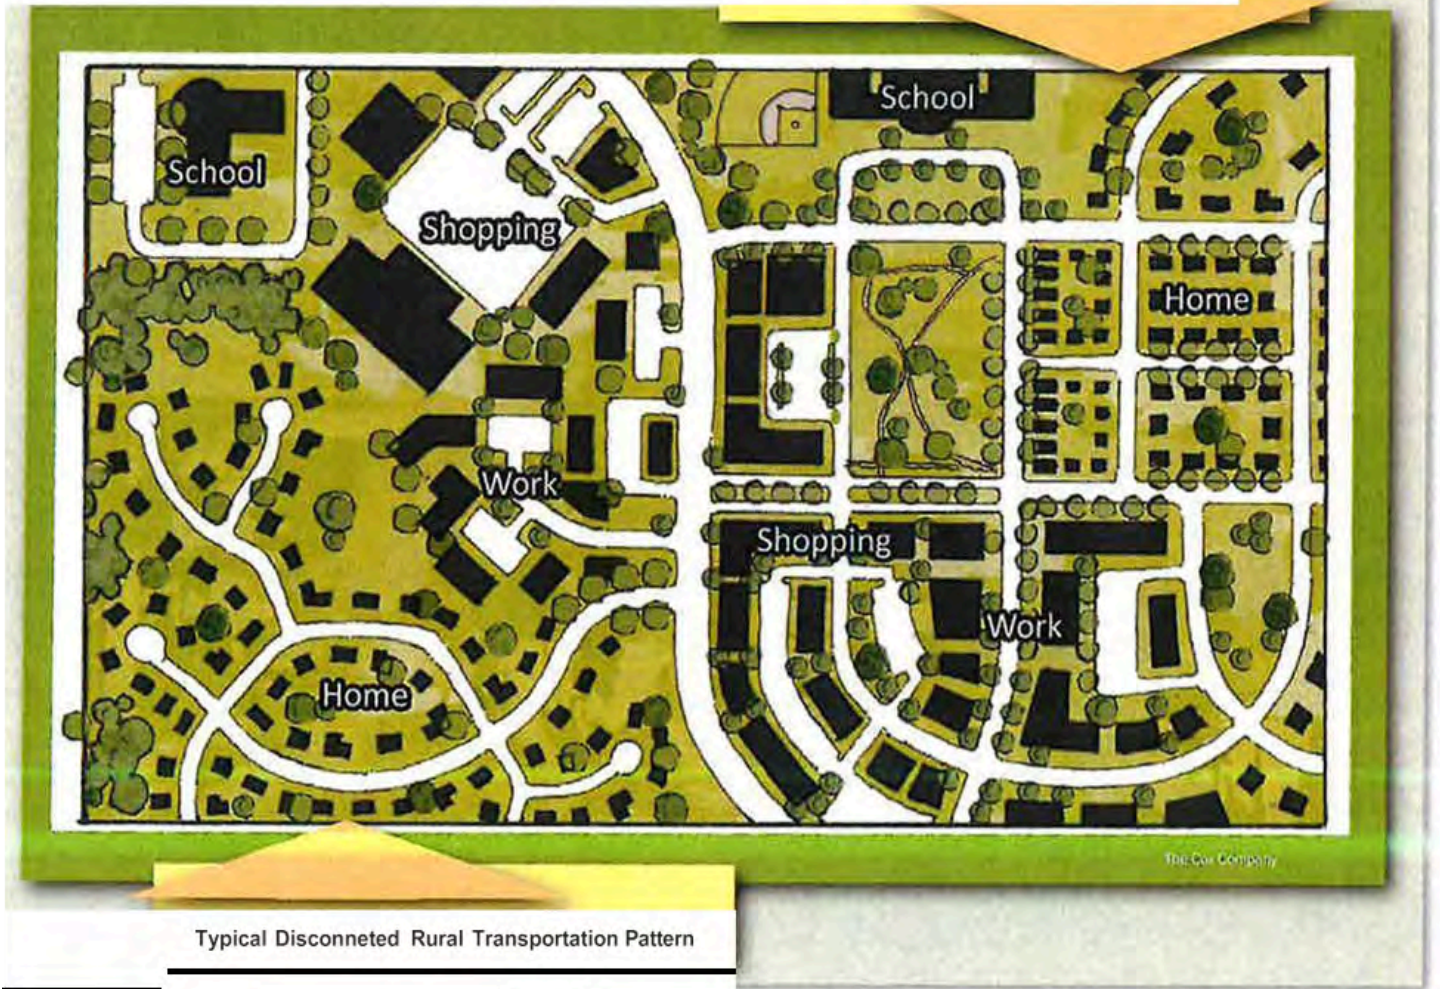 School
School
Shopping
Home
Work
Shopping
Work
Home
The Cox Company
Typical Disconneted Rural Transportation Pattern